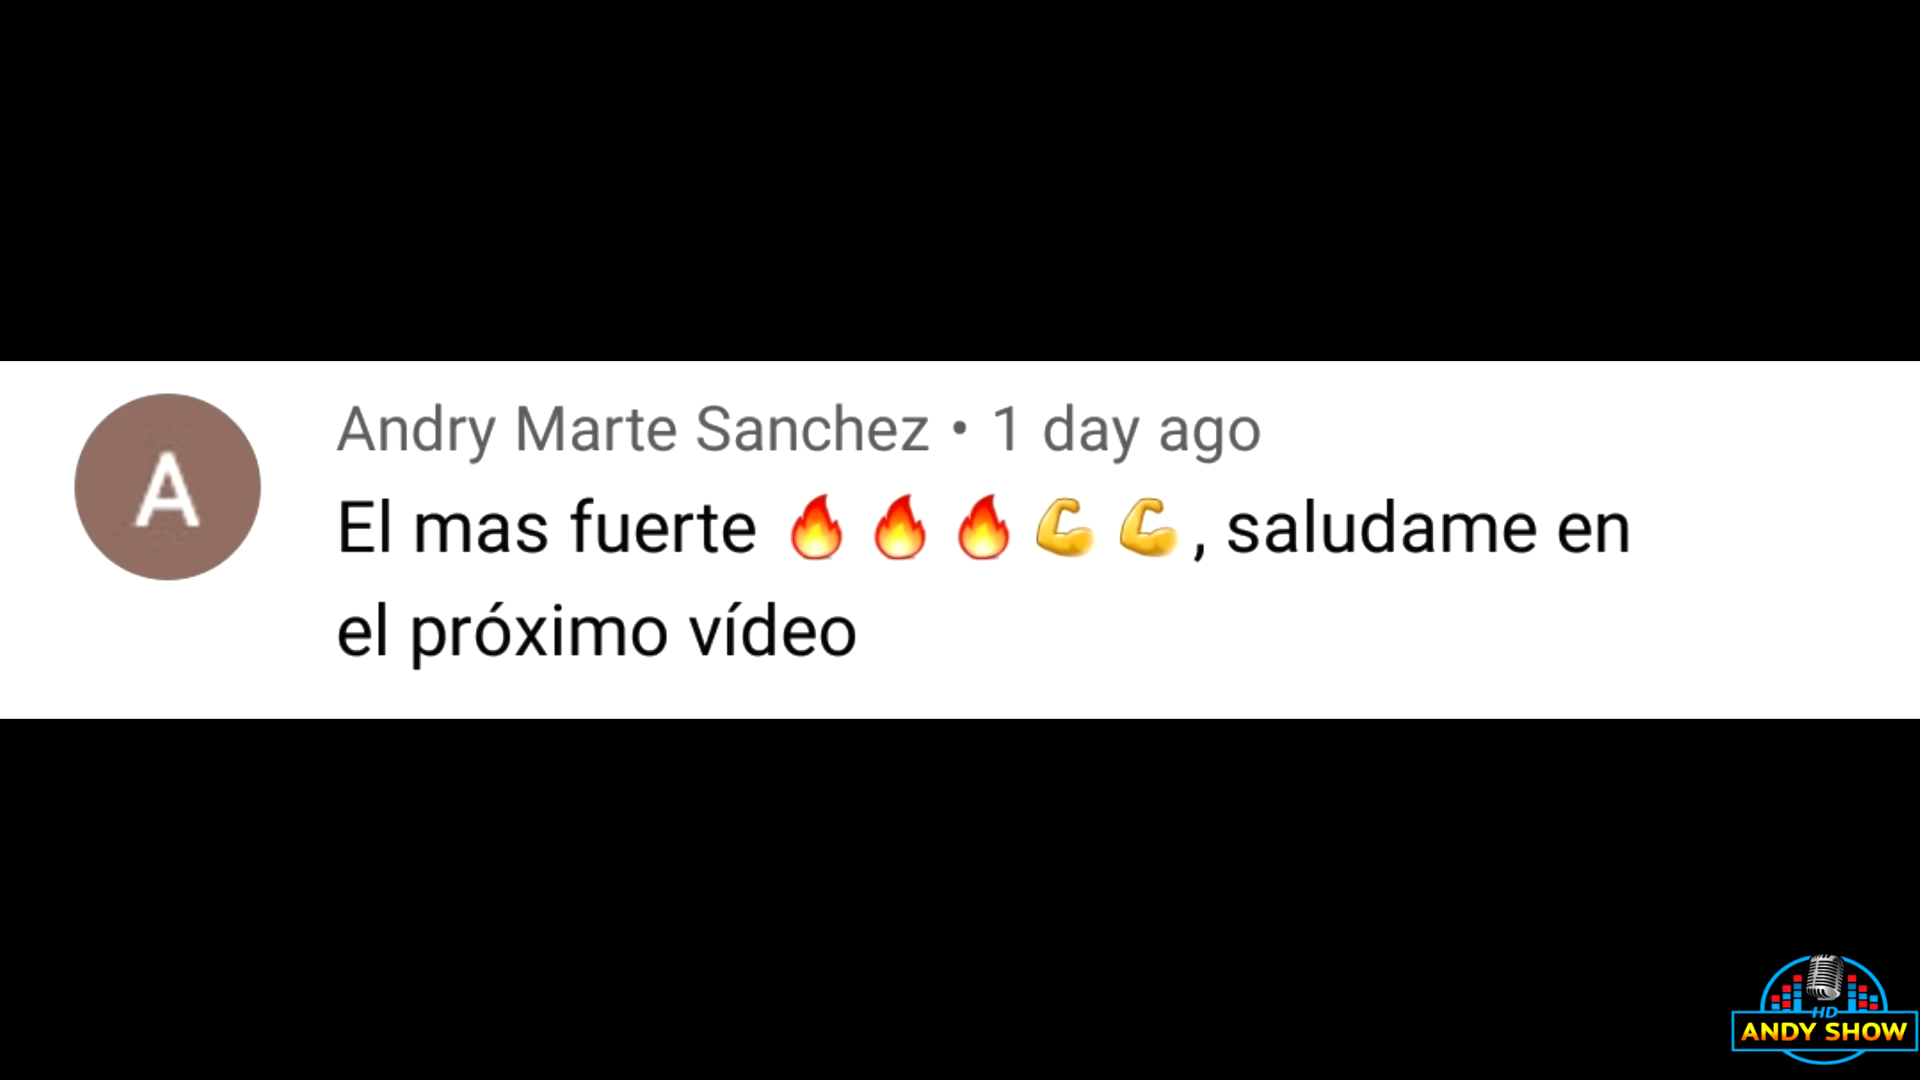 A
Andry Marte Sanchez • 1 day ago
El mas fuerte 🔥🔥🔥💪💪, saludame en
el próximo vídeo
HD
ANDY SHOW